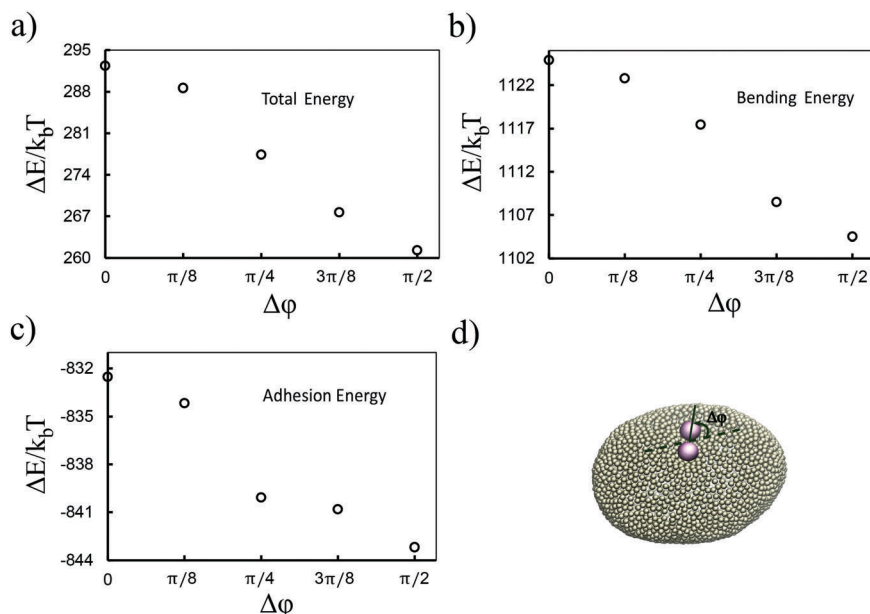 a)
295
288
281
274
267
260
ΔE/k_bT
Total Energy
0 π/8 π/4 3π/8 π/2
Δφ
b)
1122
1117
1112
1107
1102
ΔE/k_bT
Bending Energy
0 π/8 π/4 3π/8 π/2
Δφ
c)
-832
-835
-838
-841
-844
ΔE/k_bT
Adhesion Energy
0 π/8 π/4 3π/8 π/2
Δφ
d)
Δφ